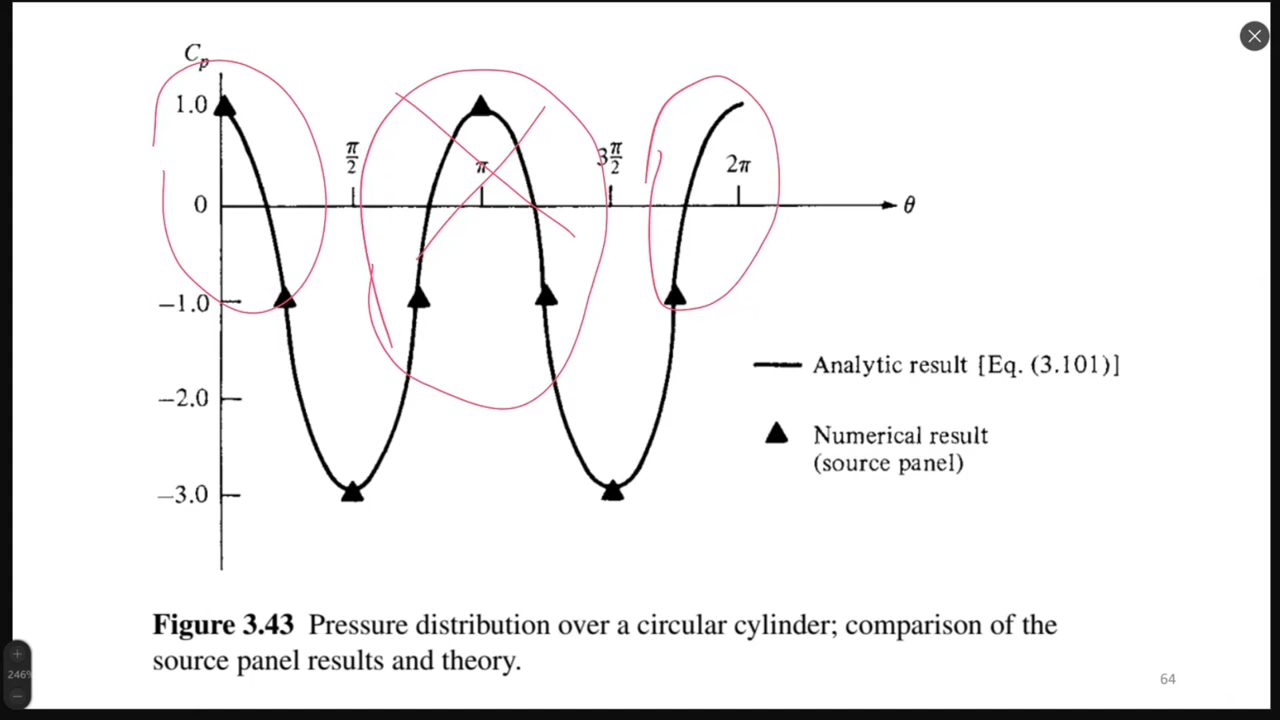 C_p
1.0
π/2
π
3π/2
2π
0
θ
−1.0
−2.0
−3.0
Analytic result [Eq. (3.101)]
Numerical result
(source panel)
Figure 3.43 Pressure distribution over a circular cylinder; comparison of the
source panel results and theory.
64
246%